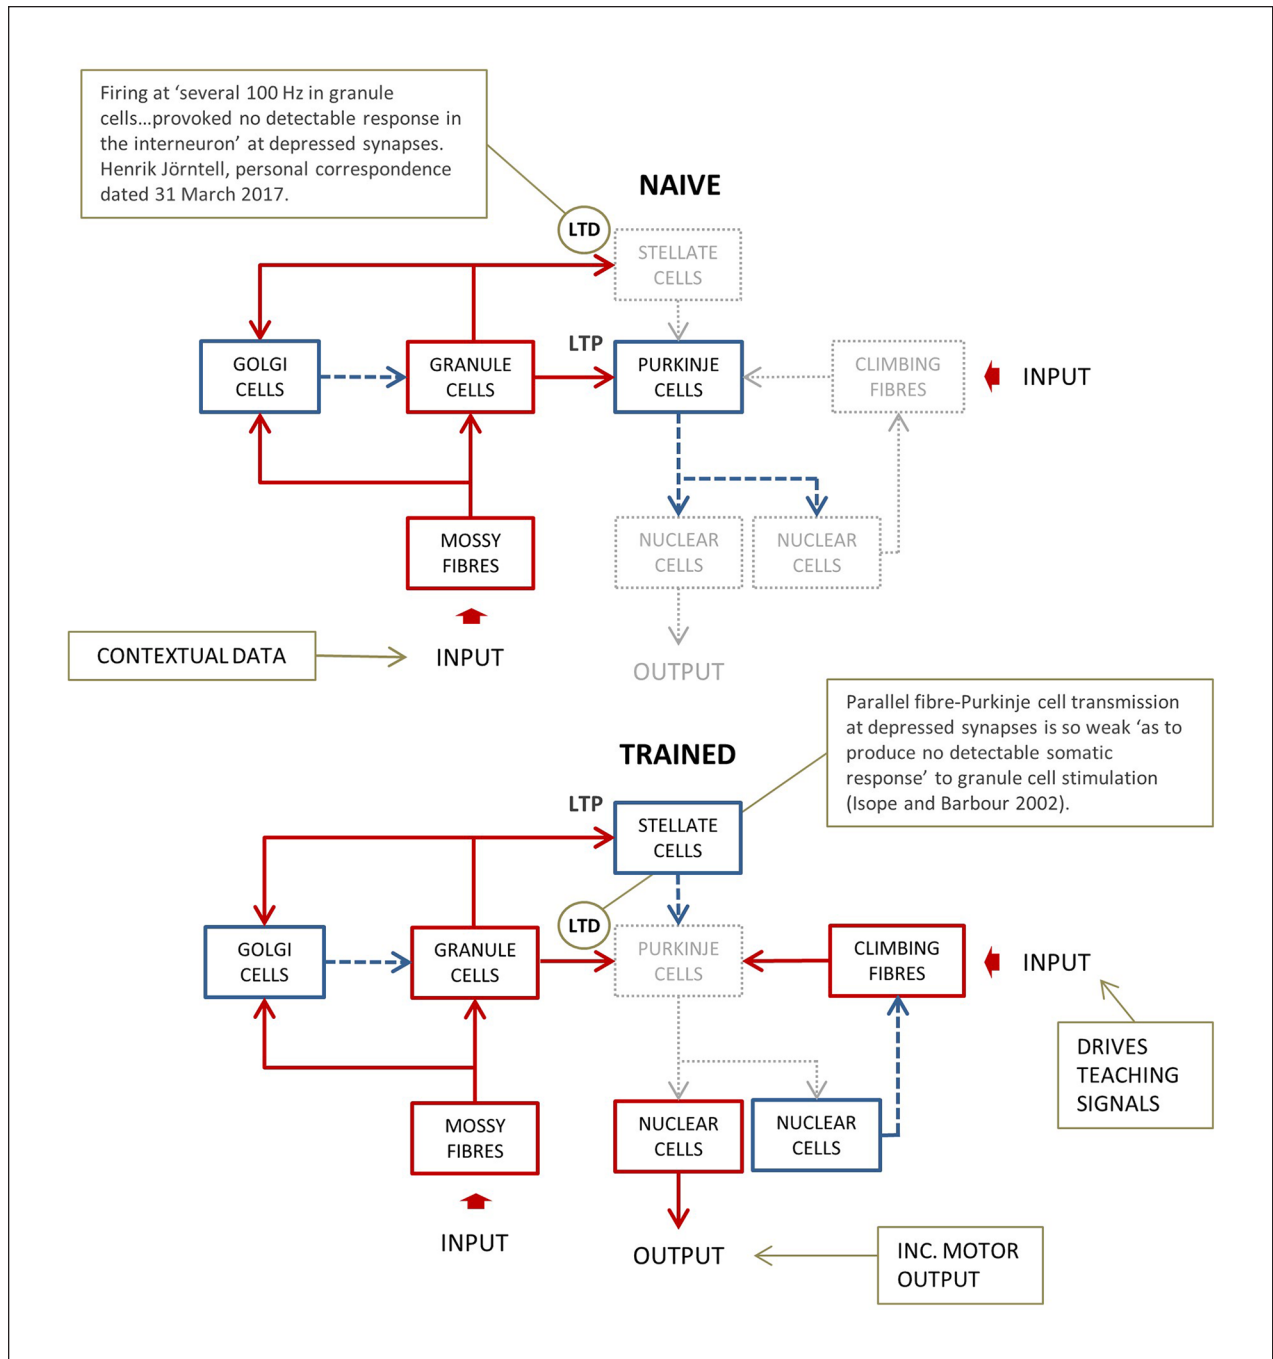 Firing at ‘several 100 Hz in granule
cells...provoked no detectable response in
the interneuron’ at depressed synapses.
Henrik Jörntell, personal correspondence
dated 31 March 2017.
NAIVE
LTD
STELLATE
CELLS
LTP
GOLGI
CELLS
GRANULE
CELLS
PURKINJE
CELLS
CLIMBING
FIBRES
INPUT
MOSSY
FIBRES
NUCLEAR
CELLS
NUCLEAR
CELLS
CONTEXTUAL DATA
INPUT
OUTPUT
Parallel fibre-Purkinje cell transmission
at depressed synapses is so weak ‘as to
produce no detectable somatic
response’ to granule cell stimulation
(Isope and Barbour 2002).
TRAINED
LTP
STELLATE
CELLS
LTD
GOLGI
CELLS
GRANULE
CELLS
PURKINJE
CELLS
CLIMBING
FIBRES
INPUT
DRIVES
TEACHING
SIGNALS
MOSSY
FIBRES
NUCLEAR
CELLS
NUCLEAR
CELLS
INPUT
OUTPUT
INC. MOTOR
OUTPUT